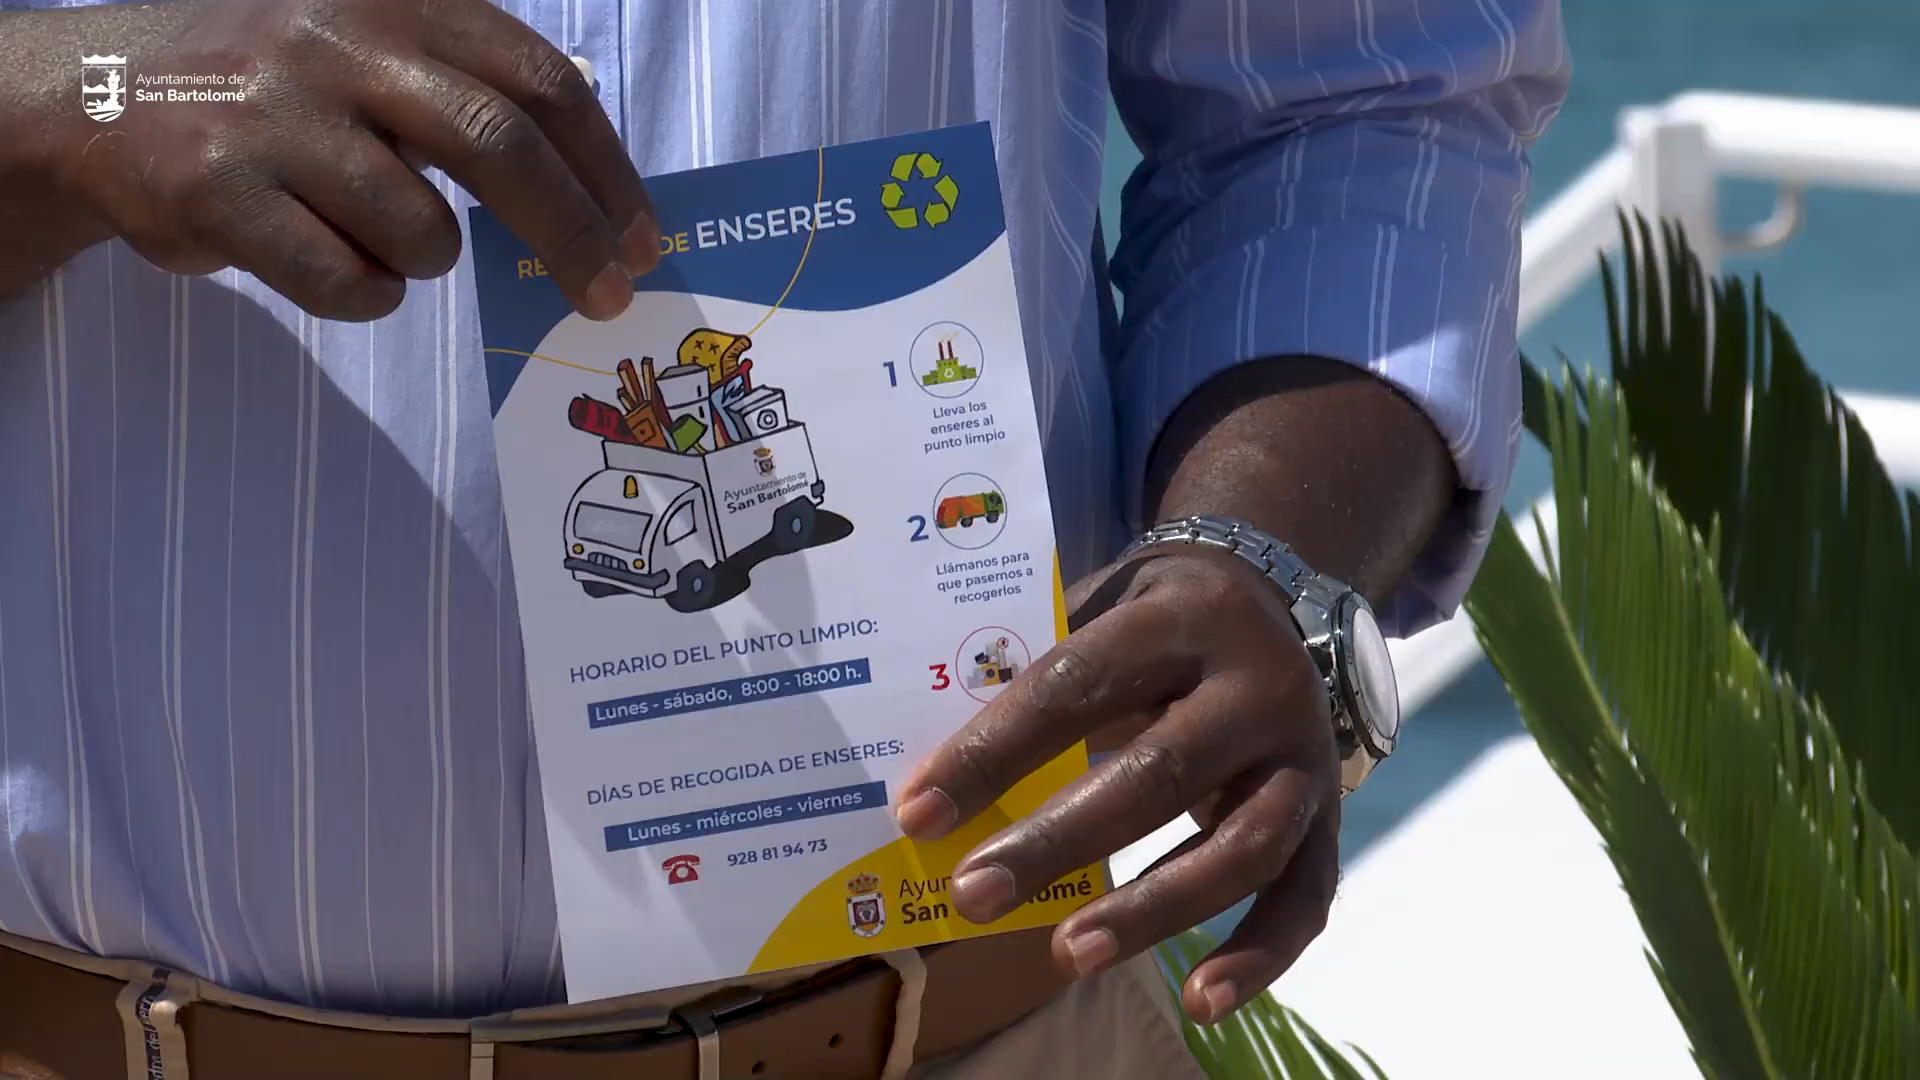 Ayuntamiento de
San Bartolomé
DE ENSERES
1
Lleva los
enseres al
punto limpio
Ayuntamiento de
San Bartolomé
2
Llámanos para
que pasemos a
recogerlos
HORARIO DEL PUNTO LIMPIO:
Lunes - sábado, 8:00 - 18:00 h.
3
DÍAS DE RECOGIDA DE ENSERES:
Lunes - miércoles - viernes
928 81 94 73
San